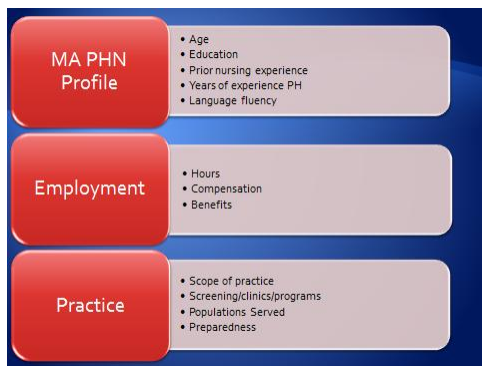 MA PHN
Profile
• Age
• Education
• Prior nursing experience
• Years of experience PH
• Language fluency
Employment
• Hours
• Compensation
• Benefits
Practice
• Scope of practice
• Screening/clinics/programs
• Populations Served
• Preparedness